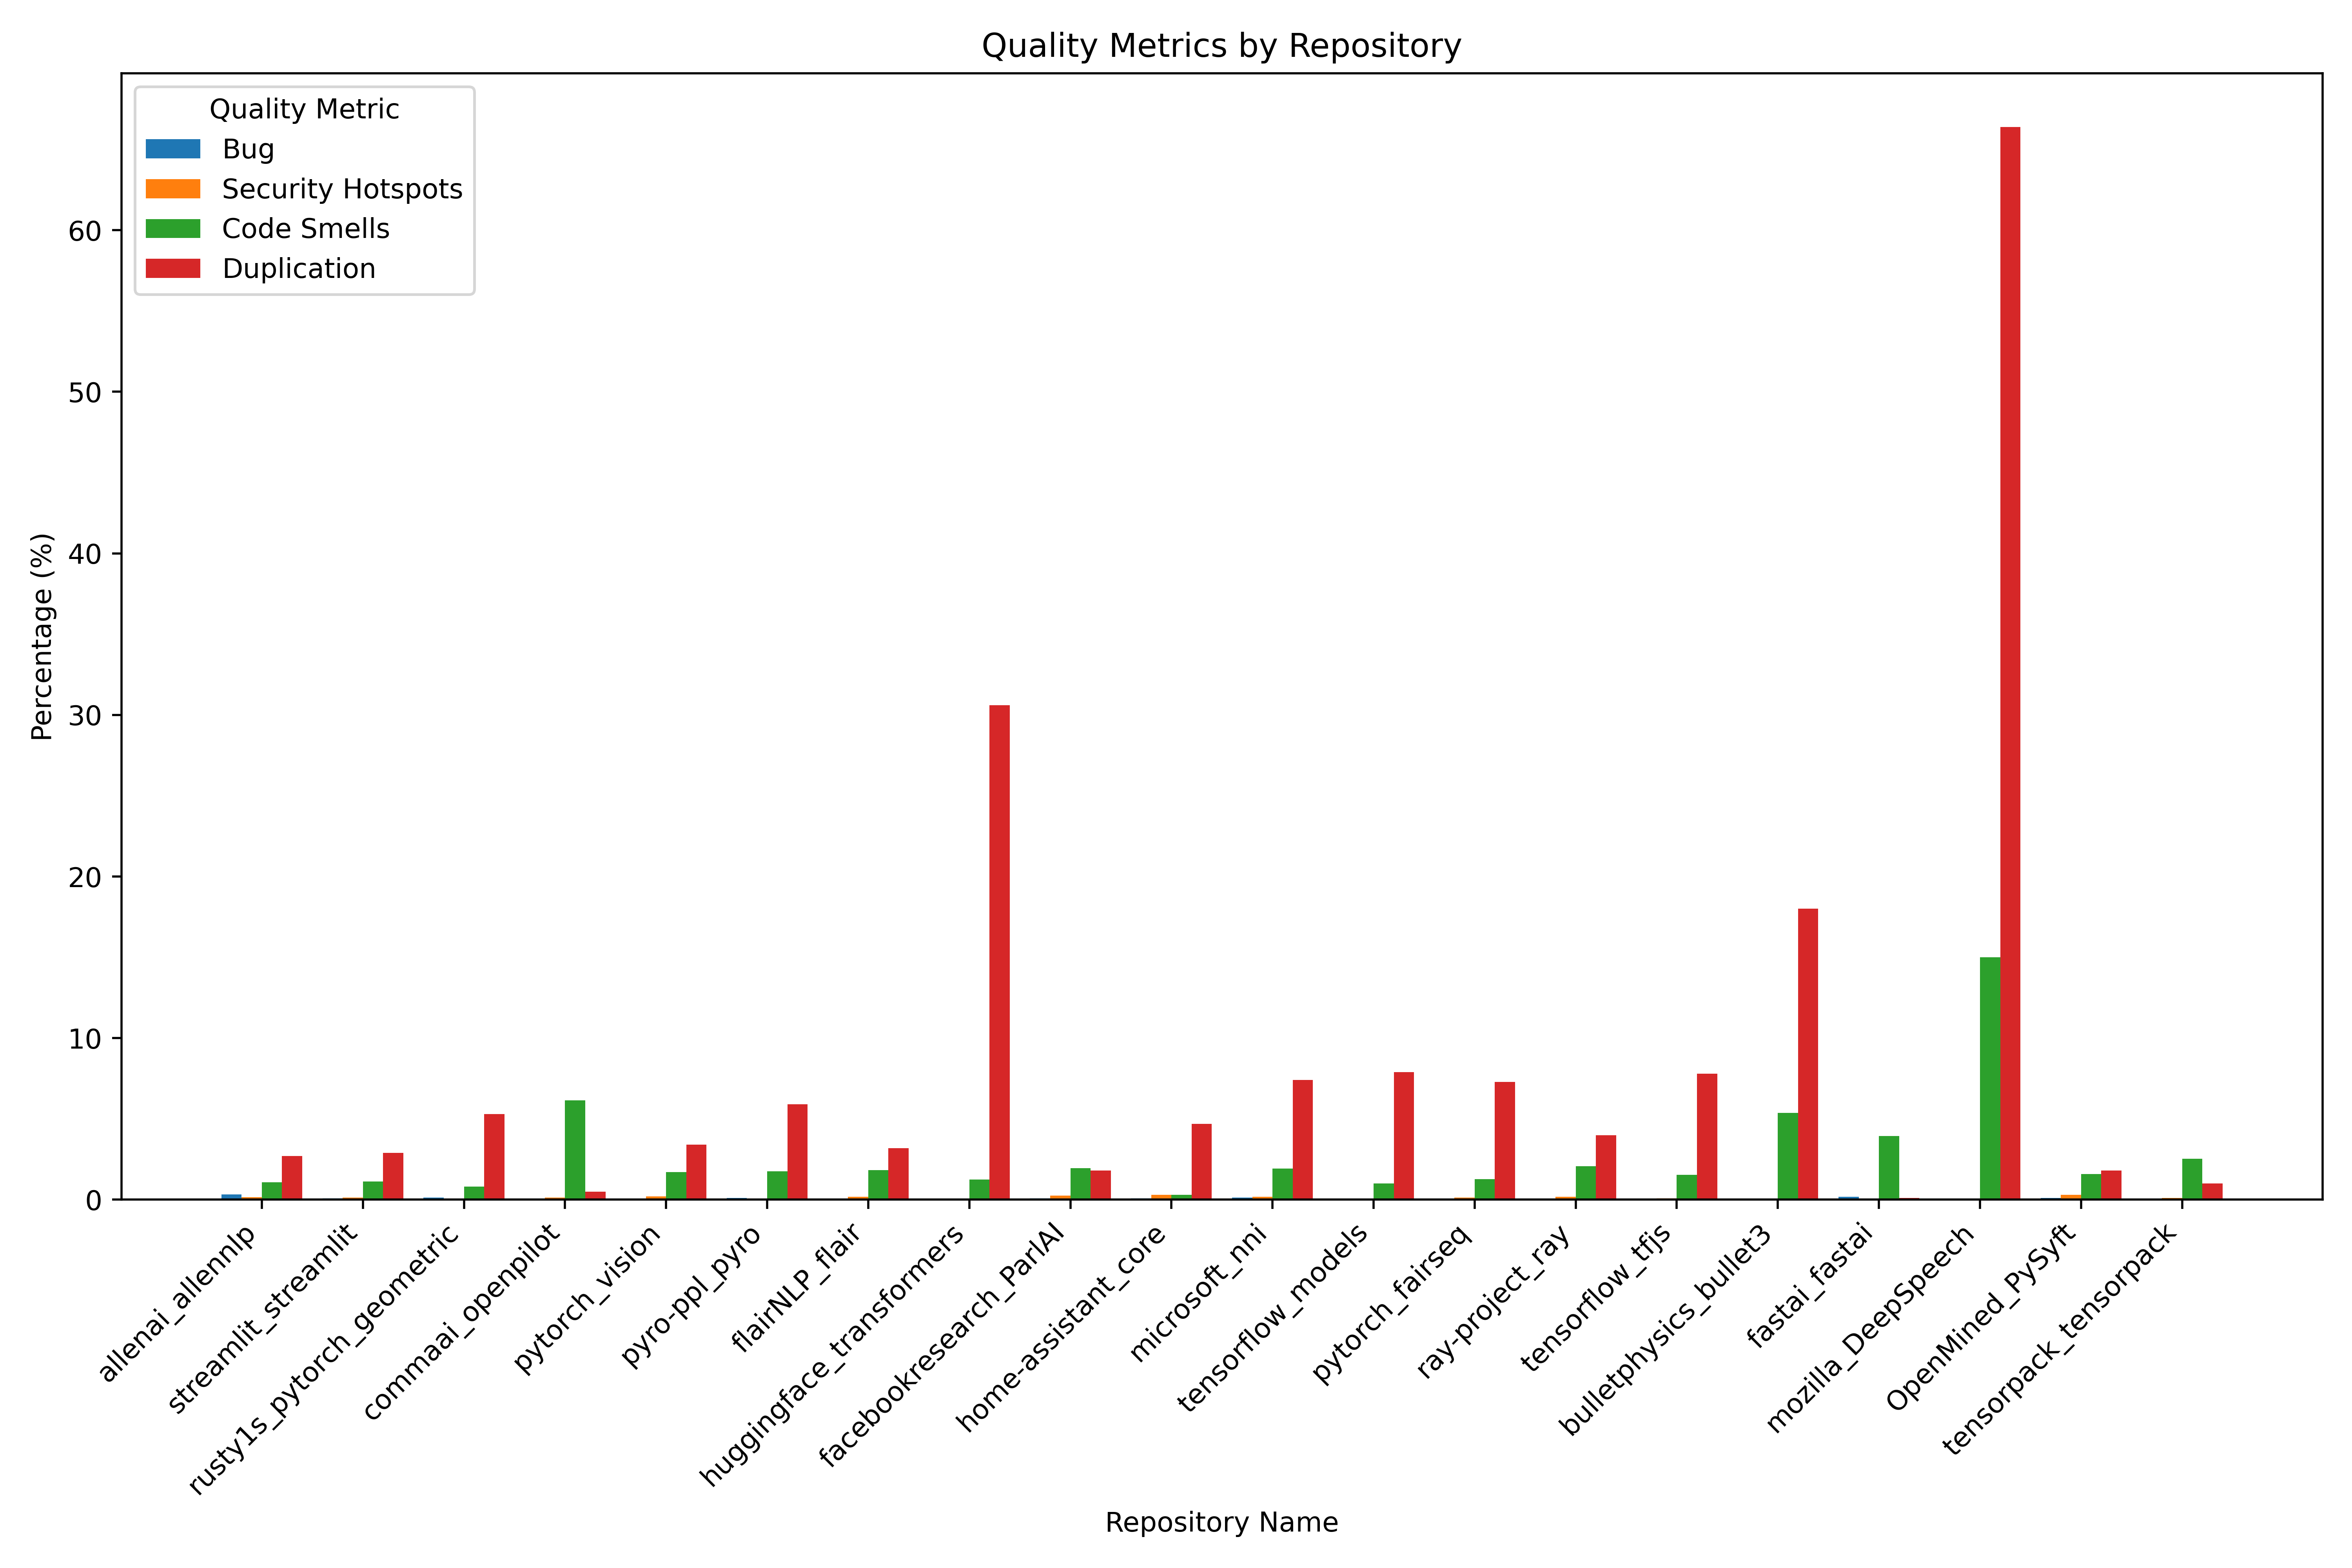 Quality Metrics by Repository
Quality Metric
Bug
Security Hotspots
Code Smells
Duplication
Percentage (%)
60
50
40
30
20
10
0
allenai_allennlp
streamlit_streamlit
rusty1s_pytorch_geometric
commaai_openpilot
pytorch_vision
pyro-ppl_pyro
flairNLP_flair
huggingface_transformers
facebookresearch_ParlAI
home-assistant_core
microsoft_nni
tensorflow_models
pytorch_fairseq
ray-project_ray
tensorflow_tfjs
bulletphysics_bullet3
fastai_fastai
mozilla_DeepSpeech
OpenMined_PySyft
tensorpack_tensorpack
Repository Name